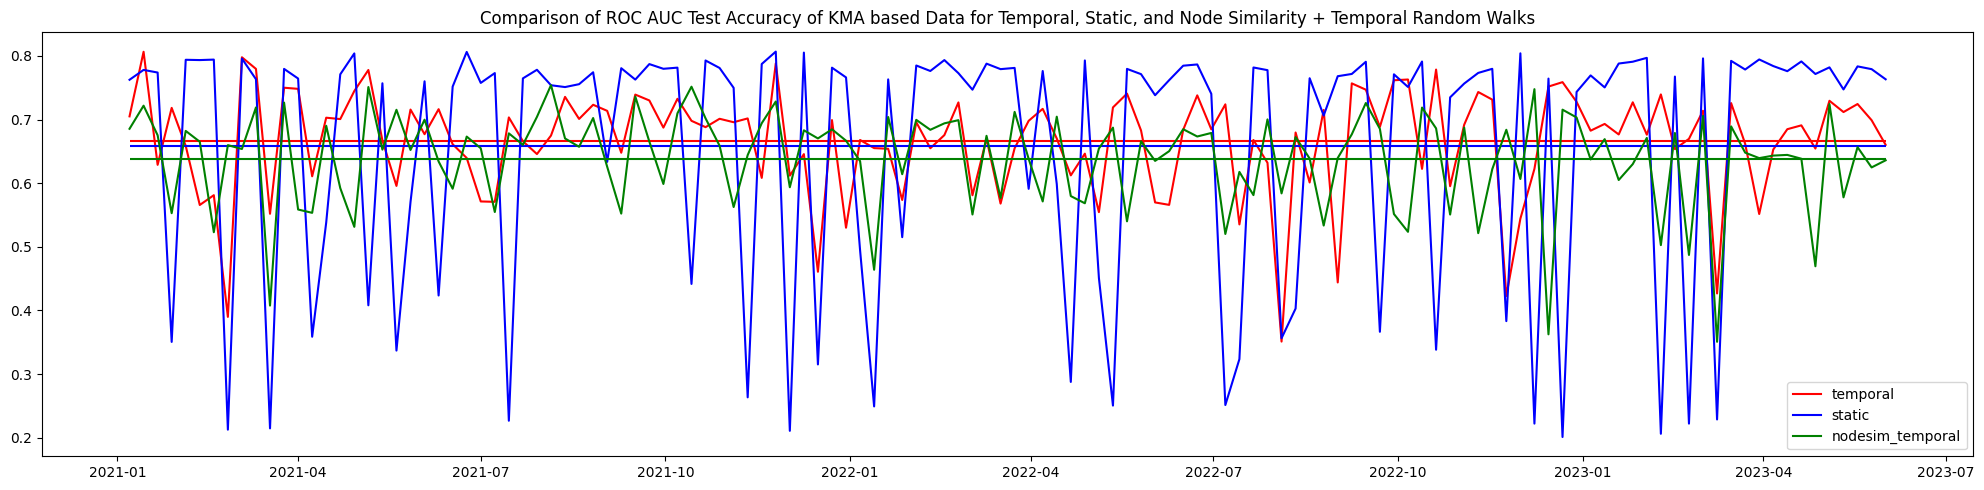 Comparison of ROC AUC Test Accuracy of KMA based Data for Temporal, Static, and Node Similarity + Temporal Random Walks
0.8
0.7
0.6
0.5
0.4
0.3
0.2
temporal
static
nodesim_temporal
2021-01 2021-04 2021-07 2021-10 2022-01 2022-04 2022-07 2022-10 2023-01 2023-04 2023-07